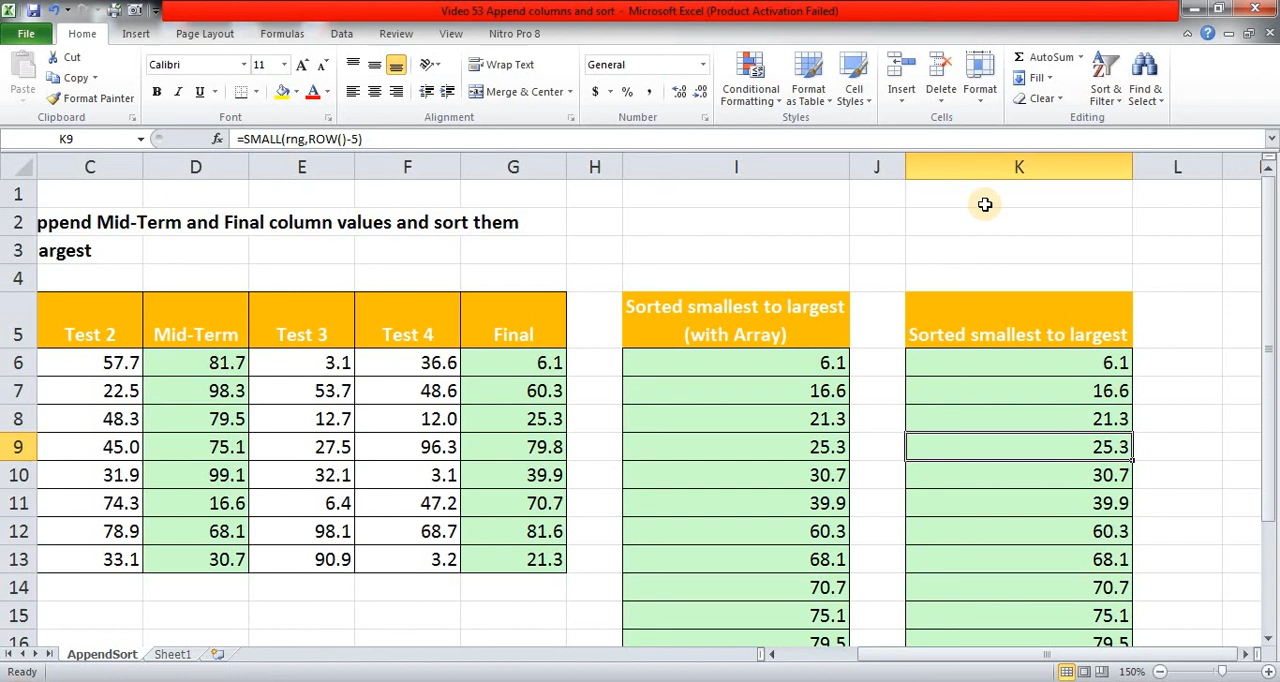 Video 53 Append columns and sort - Microsoft Excel (Product Activation Failed)
File Home Insert Page Layout Formulas Data Review View Nitro Pro 8
Paste Cut Copy Format Painter Clipboard
Calibri 11 B I U A Font
Wrap Text Merge & Center Alignment
General $ % , Number
Conditional Formatting Format as Table Cell Styles Styles
Insert Delete Format Cells
Σ AutoSum Fill Clear Sort & Filter Find & Select Editing
K9 fx =SMALL(rng,ROW()-5)
C D E F G H I J K L
1
2 ppend Mid-Term and Final column values and sort them
3 argest
4
Sorted smallest to largest
5 Test 2 Mid-Term Test 3 Test 4 Final (with Array) Sorted smallest to largest
6 57.7 81.7 3.1 36.6 6.1 6.1 6.1
7 22.5 98.3 53.7 48.6 60.3 16.6 16.6
8 48.3 79.5 12.7 12.0 25.3 21.3 21.3
9 45.0 75.1 27.5 96.3 79.8 25.3 25.3
10 31.9 99.1 32.1 3.1 39.9 30.7 30.7
11 74.3 16.6 6.4 47.2 70.7 39.9 39.9
12 78.9 68.1 98.1 68.7 81.6 60.3 60.3
13 33.1 30.7 90.9 3.2 21.3 68.1 68.1
14 70.7 70.7
15 75.1 75.1
16 79.5 79.5
AppendSort Sheet1
Ready 150%